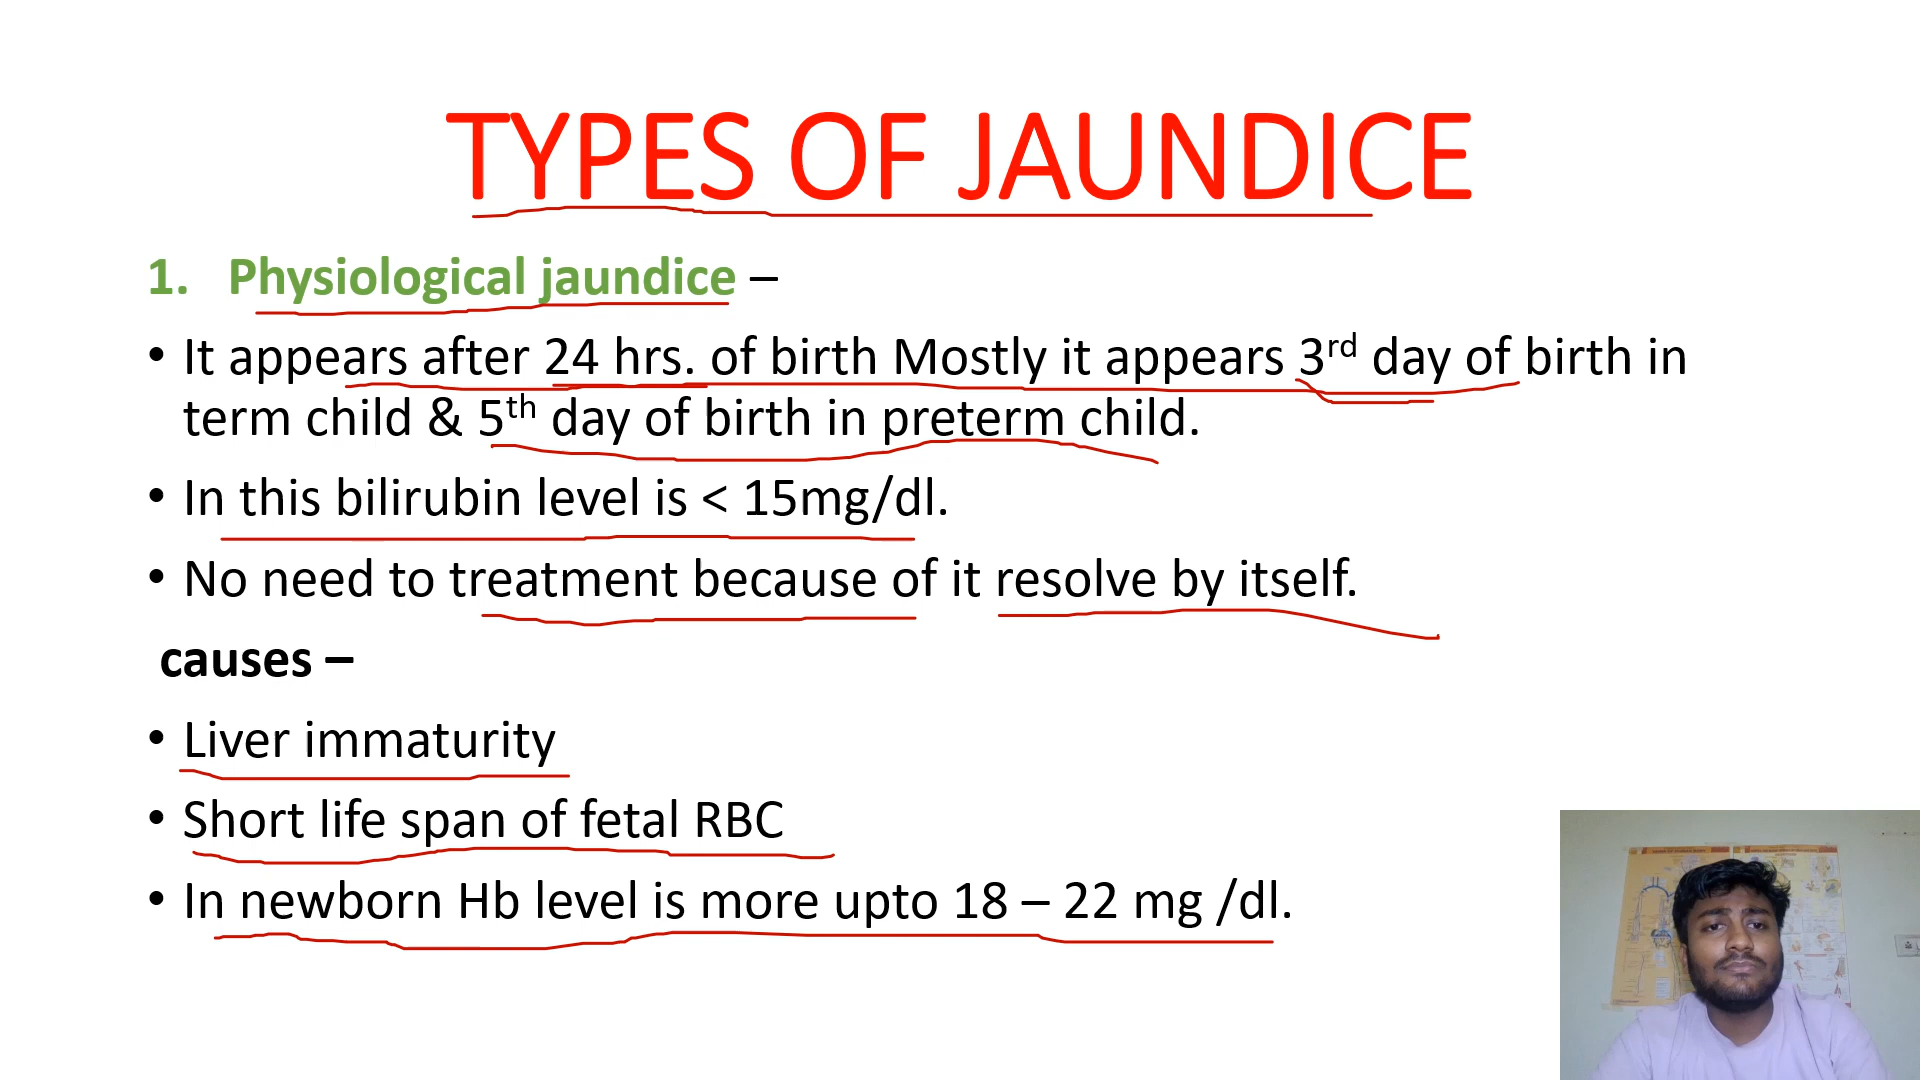 TYPES OF JAUNDICE
1. Physiological jaundice –
• It appears after 24 hrs. of birth Mostly it appears 3rd day of birth in
term child & 5th day of birth in preterm child.
• In this bilirubin level is < 15mg/dl.
• No need to treatment because of it resolve by itself.
causes –
• Liver immaturity
• Short life span of fetal RBC
• In newborn Hb level is more upto 18 – 22 mg /dl.